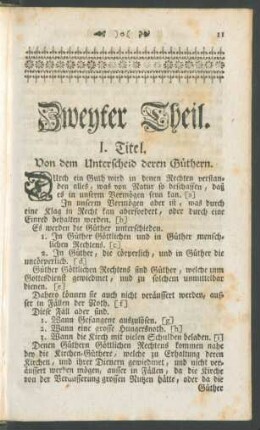 )o(
11
Zweyter Theil.
I. Titel.
Von dem Unterscheid deren Güthern.
Durch ein Guth wird in denen Rechten verstan-
den alles, was von Natur so beschaffen, daß
es in unserm Vermögen seyn kan. [a]
In unserm Vermögen aber ist, was durch
eine Klag in Recht kan abgefordert, oder durch eine
Einred behalten werden. [b]
Es werden die Güther unterschieden.
1. In Güther Göttlichen und in Güther mensch-
lichen Rechtens. [c]
2. In Güther, die cörperlich, und in Güther die
uncörperlich. [d]
Güther Göttlichen Rechtens sind Güther, welche zum
Gottesdienst gewiedmet, und zu solchem unmittelbar
dienen. [e]
Dahero können sie auch nicht veräussert werden, aus-
ser in Fällen der Noth. [f]
Diese Fäll aber sind.
1. Wann Gefangene auszulösen. [g]
2. Wann eine grosse Hungersnoth. [h]
3. Wann die Kirch mit vielen Schulden beladen. [i]
Denen Güthern Göttlichen Rechtens kommen nahe
bey die Kirchen-Güthere, welche zu Erhaltung deren
Kirchen, und ihrer Dienern gewiedmet, und nicht ver-
äussert werden mögen, ausser in Fällen, da die Kirch
von der Veräusserung grossen Nutzen hätte, oder da die
Güther